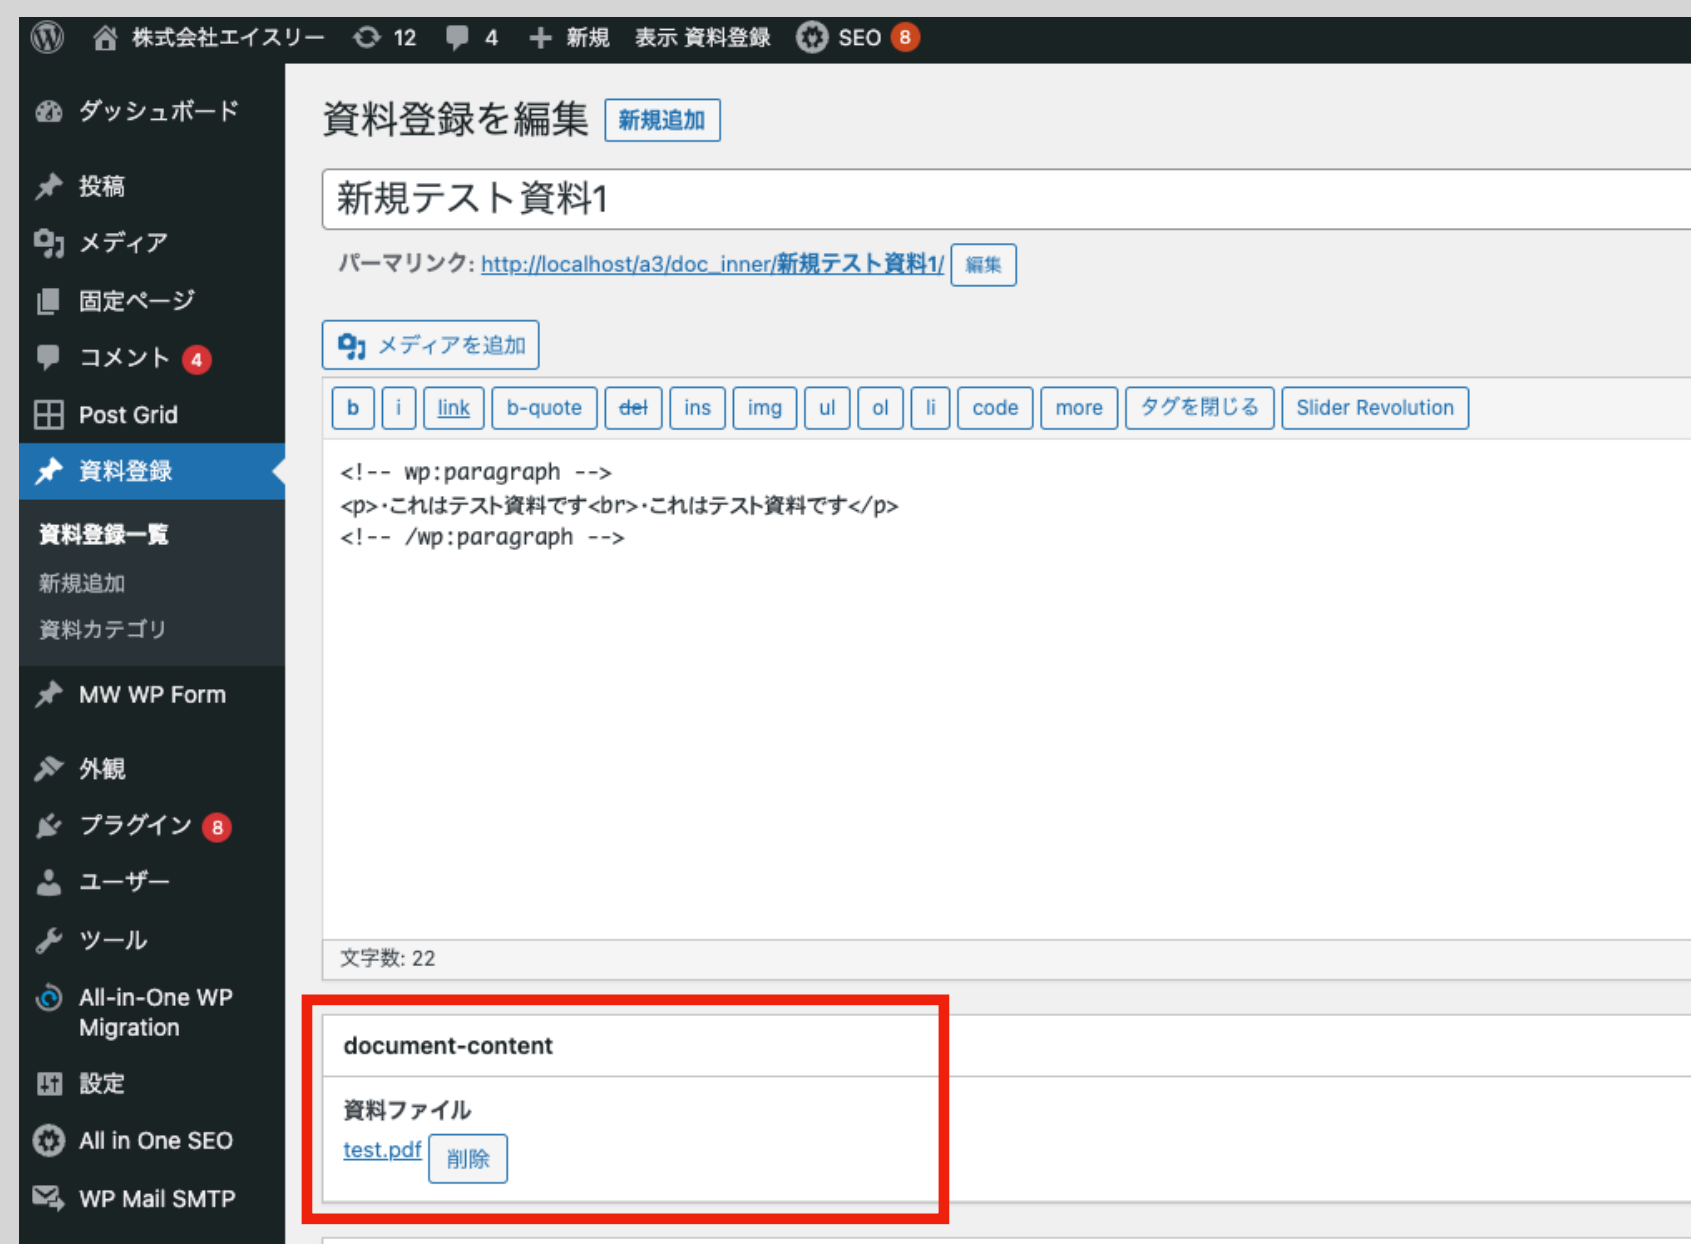 株式会社エイスリー 12 4 新規 表示 資料登録 SEO 8
ダッシュボード
投稿
メディア
固定ページ
コメント 4
Post Grid
資料登録
資料登録一覧
新規追加
資料カテゴリ
MW WP Form
外観
プラグイン 8
ユーザー
ツール
All-in-One WP
Migration
設定
All in One SEO
WP Mail SMTP
資料登録を編集 新規追加
新規テスト資料1
パーマリンク: http://localhost/a3/doc_inner/新規テスト資料1/ 編集
メディアを追加
b i link b-quote del ins img ul ol li code more タグを閉じる Slider Revolution
<!-- wp:paragraph -->
<p>・これはテスト資料です<br>・これはテスト資料です</p>
<!-- /wp:paragraph -->
文字数: 22
document-content
資料ファイル
test.pdf 削除